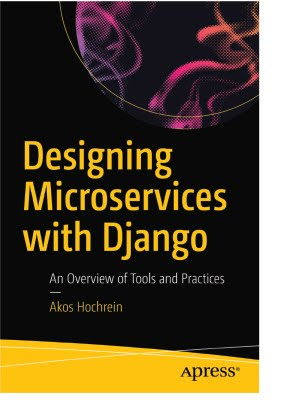 Designing
Microservices
with Django
An Overview of Tools and Practices
—
Akos Hochrein
Apress®